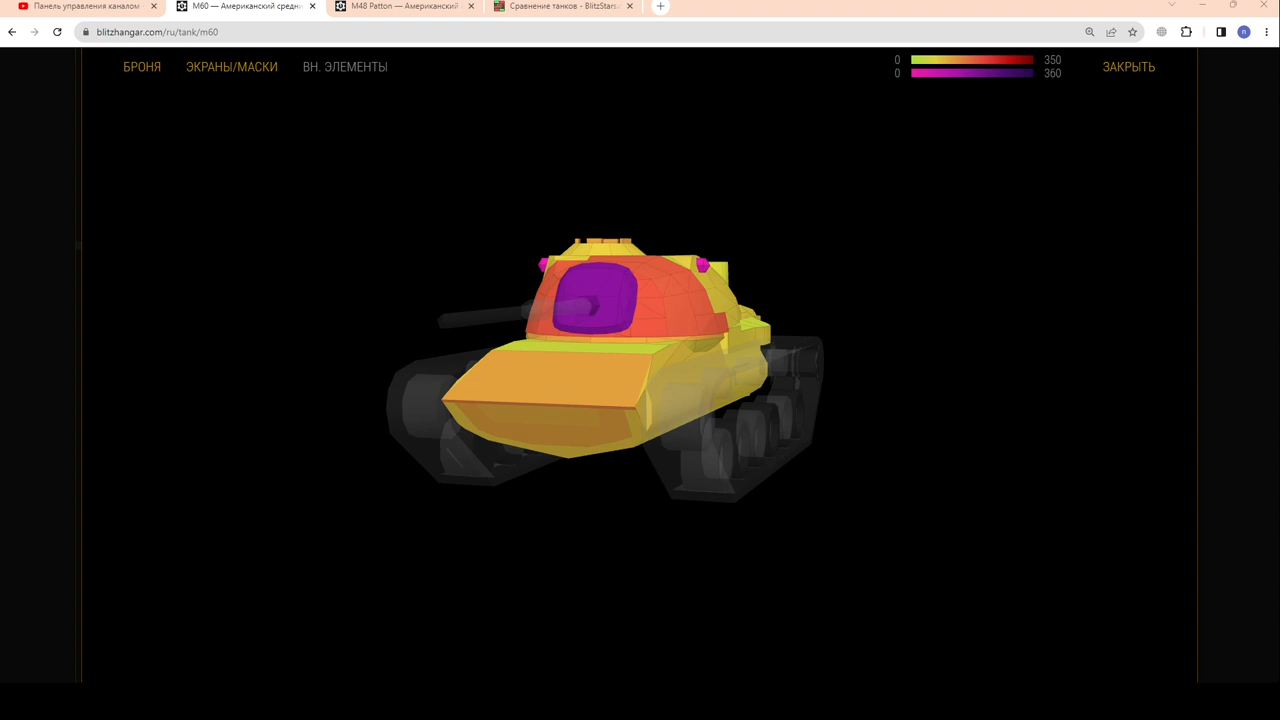 Панель управления каналом
M60 — Американский средни
M48 Patton — Американский
Сравнение танков - BlitzStars
blitzhangar.com/ru/tank/m60
п
БРОНЯ ЭКРАНЫ/МАСКИ ВН. ЭЛЕМЕНТЫ
0 350
0 360
ЗАКРЫТЬ